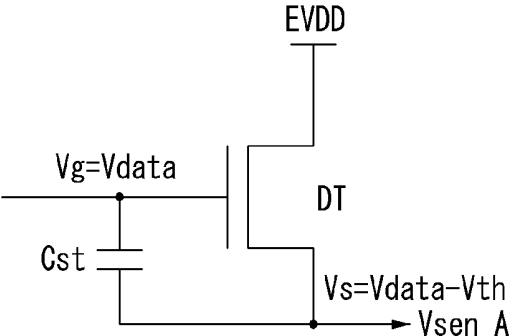 EVDD
Vg=Vdata
DT
Cst
Vs=Vdata-Vth
Vsen A